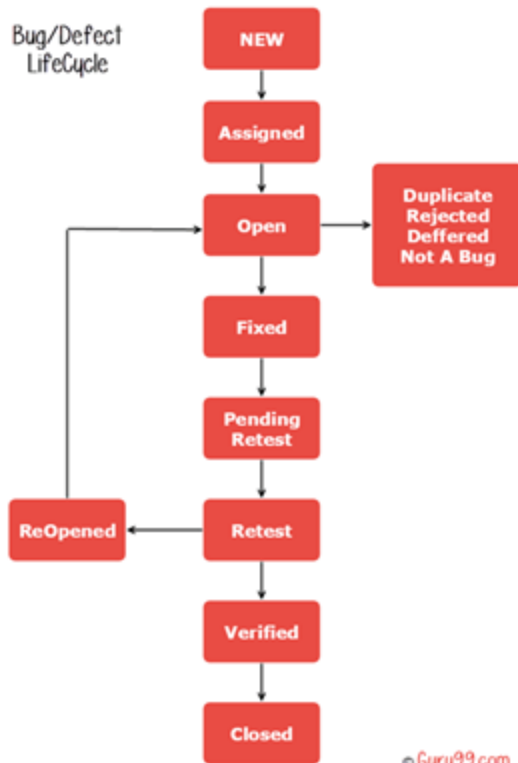 Bug/Defect
LifeCycle
NEW
Assigned
Open
Duplicate
Rejected
Deffered
Not A Bug
Fixed
Pending
Retest
ReOpened
Retest
Verified
Closed
©Guru99.com